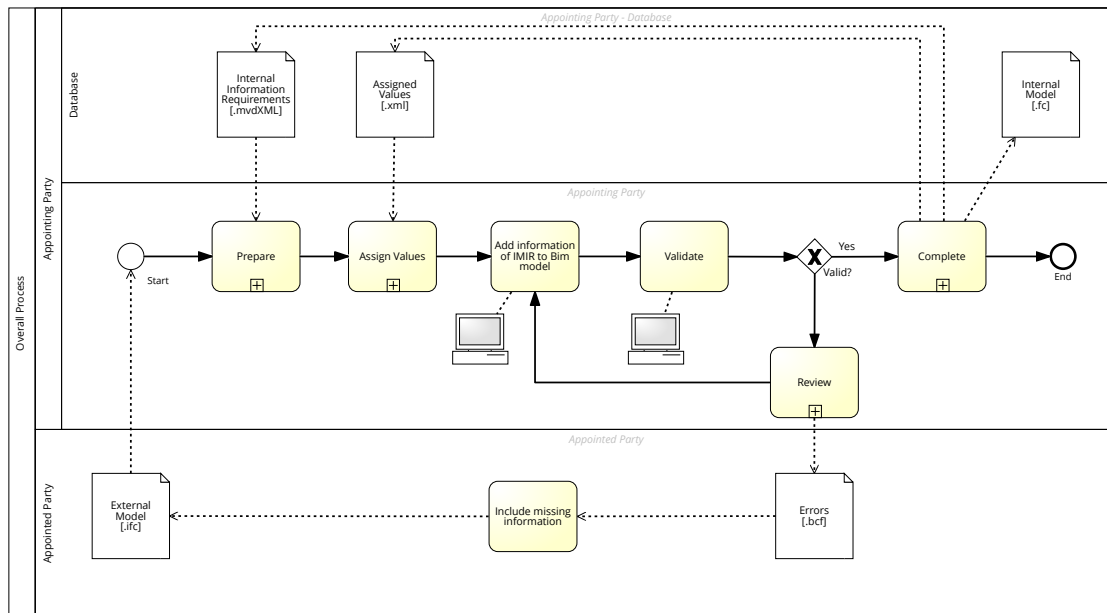 Overall Process
Appointing Party
Database
Appointing Party - Database
Internal
Information
Requirements
[.mvdXML]
Assigned
Values
[.xml]
Internal
Model
[.fc]
Appointing Party
Start
Prepare
Assign Values
Add information
of IMIR to Bim
model
Validate
Yes
Valid?
Complete
End
Review
Appointed Party
Appointed Party
External
Model
[.ifc]
Include missing
information
Errors
[.bcf]